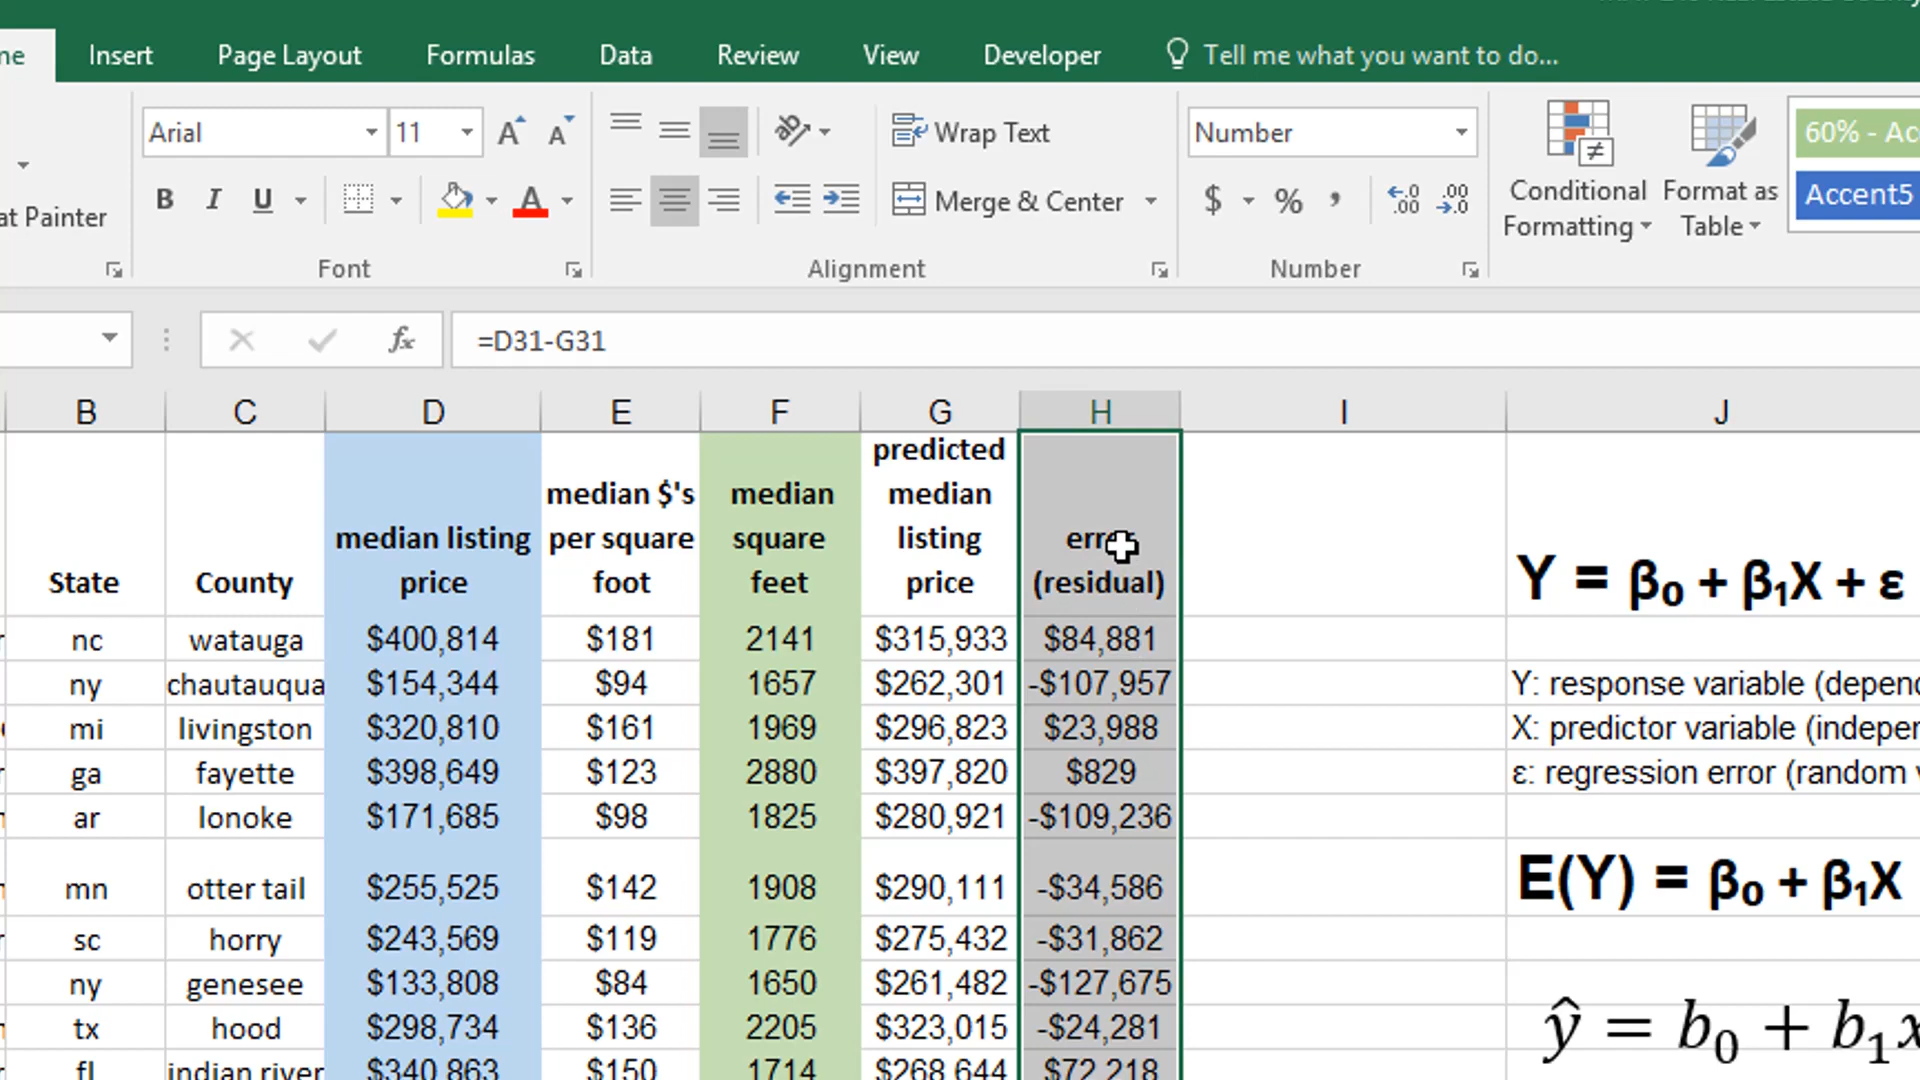 Insert Page Layout Formulas Data Review View Developer Tell me what you want to do...
Arial 11 A A Wrap Text Number
B I U A Merge & Center $ % , .00 .00
Conditional Formatting
Format as Table
60% - Ac
Accent5
at Painter
Font Alignment Number
fx =D31-G31
B C D E F G H I J
State County median listing price median $'s per square foot median square feet predicted median listing price (residual)
nc watauga $400,814 $181 2141 $315,933 $84,881
ny chautauqua $154,344 $94 1657 $262,301 -$107,957
mi livingston $320,810 $161 1969 $296,823 $23,988
ga fayette $398,649 $123 2880 $397,820 $829
ar lonoke $171,685 $98 1825 $280,921 -$109,236
mn otter tail $255,525 $142 1908 $290,111 -$34,586
sc horry $243,569 $119 1776 $275,432 -$31,862
ny genesee $133,808 $84 1650 $261,482 -$127,675
tx hood $298,734 $136 2205 $323,015 -$24,281
fl indian river $340,863 $150 1714 $268,644 $72,218
Y = β₀ + β₁X + ε
Y: response variable (depend
X: predictor variable (indepen
ε: regression error (random v
E(Y) = β₀ + β₁X
ŷ = b₀ + b₁x